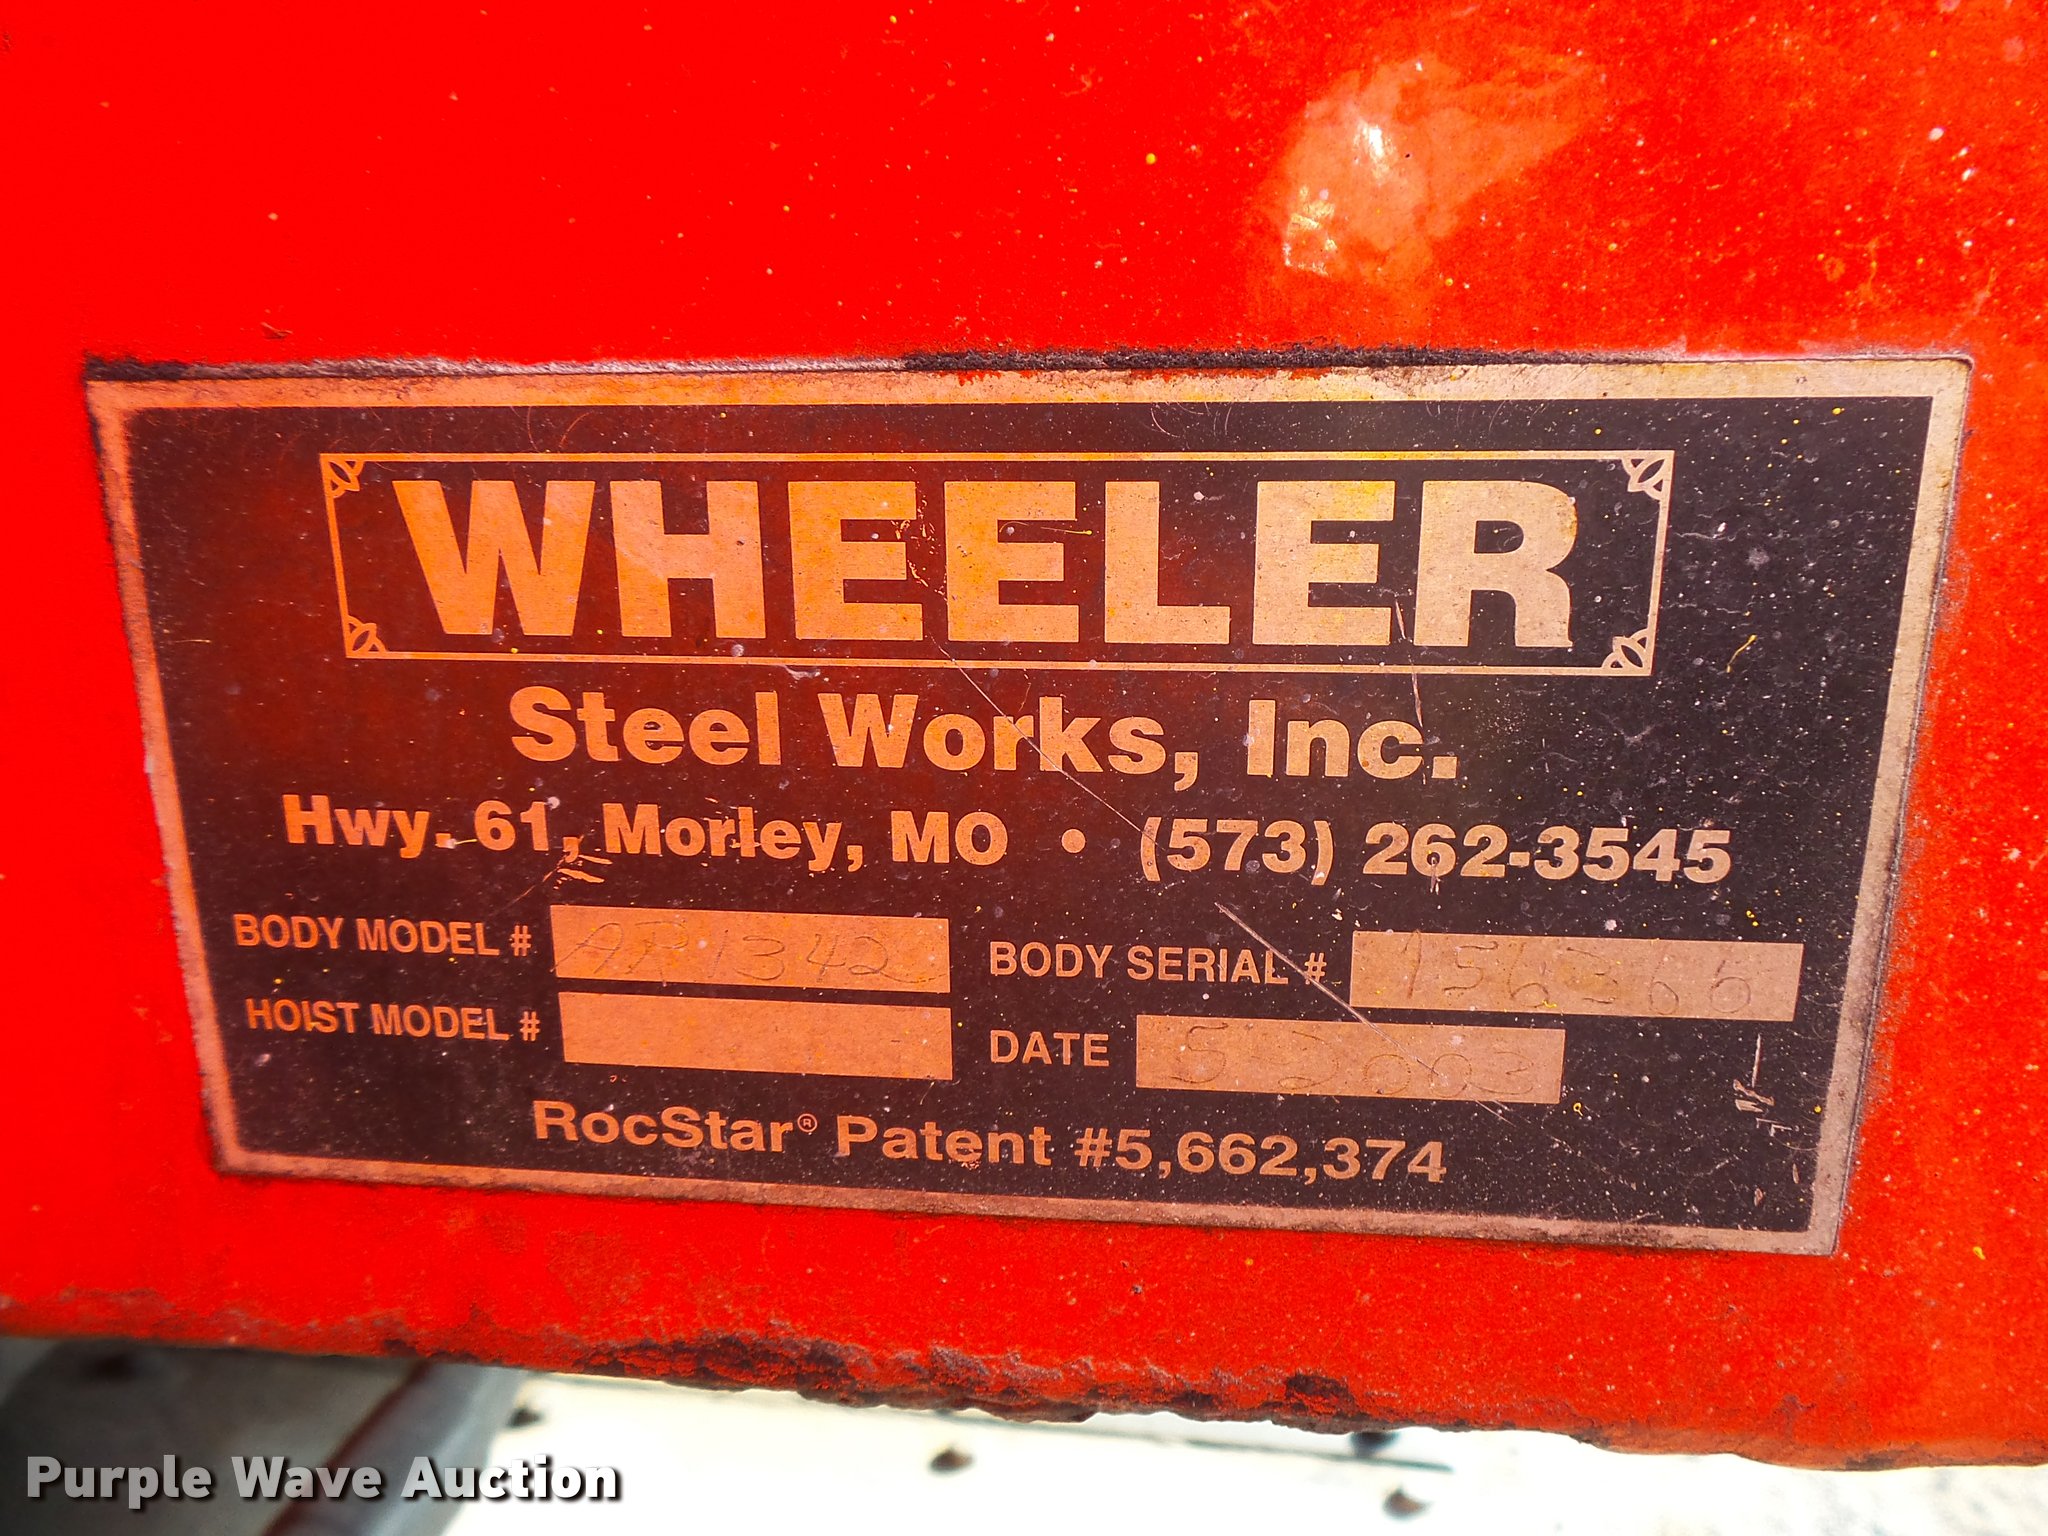 WHEELER
Steel Works, Inc.
Hwy. 61, Morley, MO • (573) 262-3545
BODY MODEL # AR1342 BODY SERIAL # 156365
HOIST MODEL # DATE 5-2003
RocStar® Patent #5,662,374
Purple Wave Auction